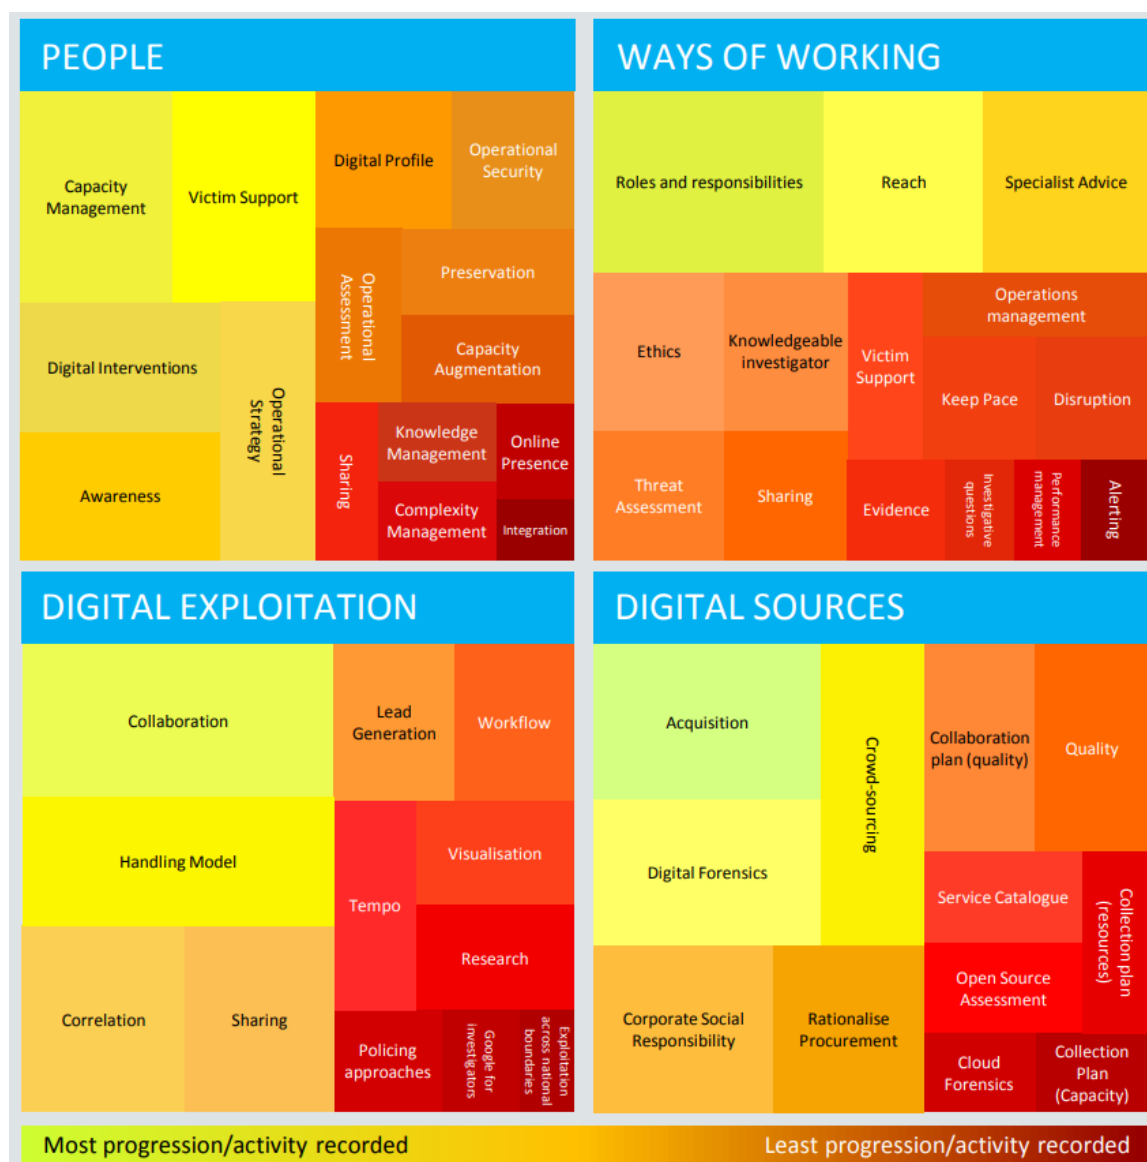 PEOPLE
Capacity
Management
Victim Support
Digital Profile
Operational
Security
Operational
Assessment
Preservation
Capacity
Augmentation
Digital Interventions
Operational
Strategy
Awareness
Sharing
Knowledge
Management
Online
Presence
Complexity
Management
Integration
WAYS OF WORKING
Roles and responsibilities
Reach
Specialist Advice
Ethics
Knowledgeable
investigator
Victim
Support
Operations
management
Keep Pace
Disruption
Threat
Assessment
Sharing
Evidence
Investigative
questions
Performance
management
Alerting
DIGITAL EXPLOITATION
Collaboration
Lead
Generation
Workflow
Handling Model
Tempo
Visualisation
Research
Correlation
Sharing
Policing
approaches
Google for
investigators
Exploitation
across national
boundaries
DIGITAL SOURCES
Acquisition
Crowd-sourcing
Collaboration
plan (quality)
Quality
Digital Forensics
Service Catalogue
Collection plan
(resources)
Open Source
Assessment
Corporate Social
Responsibility
Rationalise
Procurement
Cloud
Forensics
Collection
Plan
(Capacity)
Most progression/activity recorded
Least progression/activity recorded